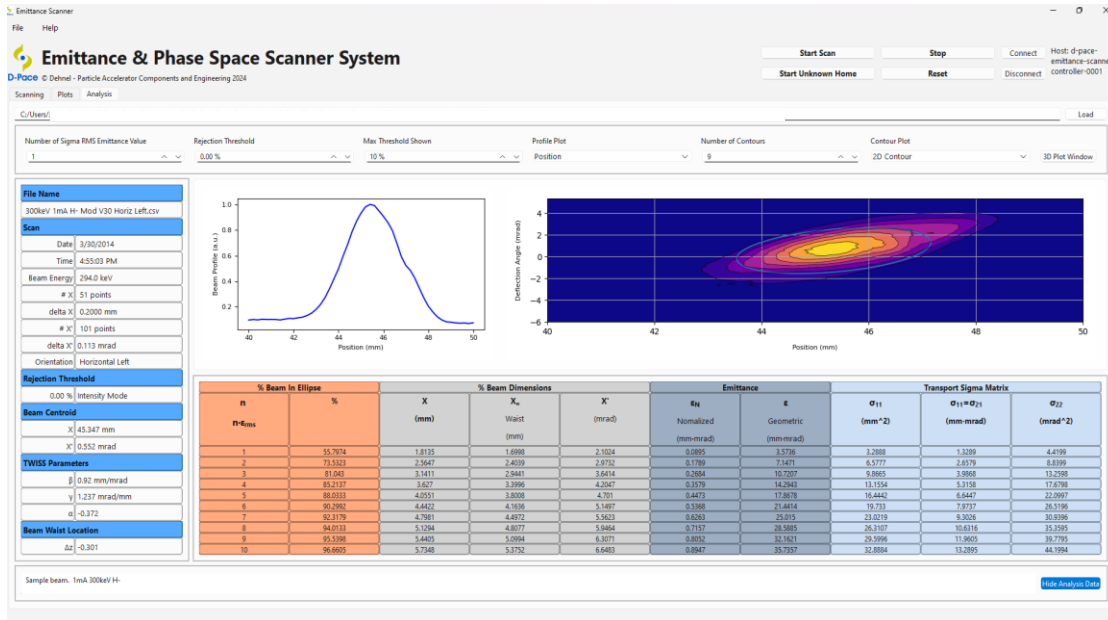 Emittance Scanner
File Help
Emittance & Phase Space Scanner System
D-Pace © Dehnel - Particle Accelerator Components and Engineering 2024
Start Scan Stop Connect Host: d-pace-
emittance-scanne
Start Unknown Home Reset Disconnect controller-0001
Scanning Plots Analysis
C:/Users/
Load
Number of Sigma RMS Emittance Value Rejection Threshold Max Threshold Shown Profile Plot Number of Contours Contour Plot
1 0.00 % 10 % Position 9 2D Contour 3D Plot Window
File Name
300keV 1mA H- Mod V30 Horiz Left.csv
Scan
Date 3/30/2014
Time 4:55:03 PM
Beam Energy 294.0 keV
# X 51 points
delta X 0.2000 mm
# X' 101 points
delta X' 0.113 mrad
Orientation Horizontal Left
Rejection Threshold
0.00 % Intensity Mode
Beam Centroid
X 45.347 mm
X' 0.552 mrad
TWISS Parameters
β 0.92 mm/mrad
γ 1.237 mrad/mm
α -0.372
Beam Waist Location
Δz -0.301
Beam Profile (a.u.)
1.0
0.8
0.6
0.4
0.2
40 42 44 46 48 50
Position (mm)
Deflection Angle (mrad)
4
2
0
−2
−4
−6
40 42 44 46 48 50
Position (mm)
% Beam In Ellipse % Beam Dimensions Emittance Transport Sigma Matrix
n % X Xₒ X' εN ε σ11 σ11=σ21 σ22
n-εrms (mm) Waist (mrad) Nomalized Geometric (mm^2) (mm-mrad) (mrad^2)
(mm) (mm-mrad) (mm-mrad)
1 55.7974 1.8135 1.6998 2.1024 0.0895 3.5736 3.2888 1.3289 4.4199
2 73.5323 2.5647 2.4039 2.9732 0.1789 7.1471 6.5777 2.6579 8.8399
3 81.043 3.1411 2.9441 3.6414 0.2684 10.7207 9.8665 3.9868 13.2598
4 85.2137 3.627 3.3996 4.2047 0.3579 14.2943 13.1554 5.3158 17.6798
5 88.0333 4.0551 3.8008 4.701 0.4473 17.8678 16.4442 6.6447 22.0997
6 90.2992 4.4422 4.1636 5.1497 0.5368 21.4414 19.733 7.9737 26.5196
7 92.3179 4.7981 4.4972 5.5623 0.6263 25.015 23.0219 9.3026 30.9396
8 94.0133 5.1294 4.8077 5.9464 0.7157 28.5885 26.3107 10.6316 35.3595
9 95.5398 5.4405 5.0994 6.3071 0.8052 32.1621 29.5996 11.9605 39.7795
10 96.6605 5.7348 5.3752 6.6483 0.8947 35.7357 32.8884 13.2895 44.1994
Sample beam. 1mA 300keV H-
Hide Analysis Data